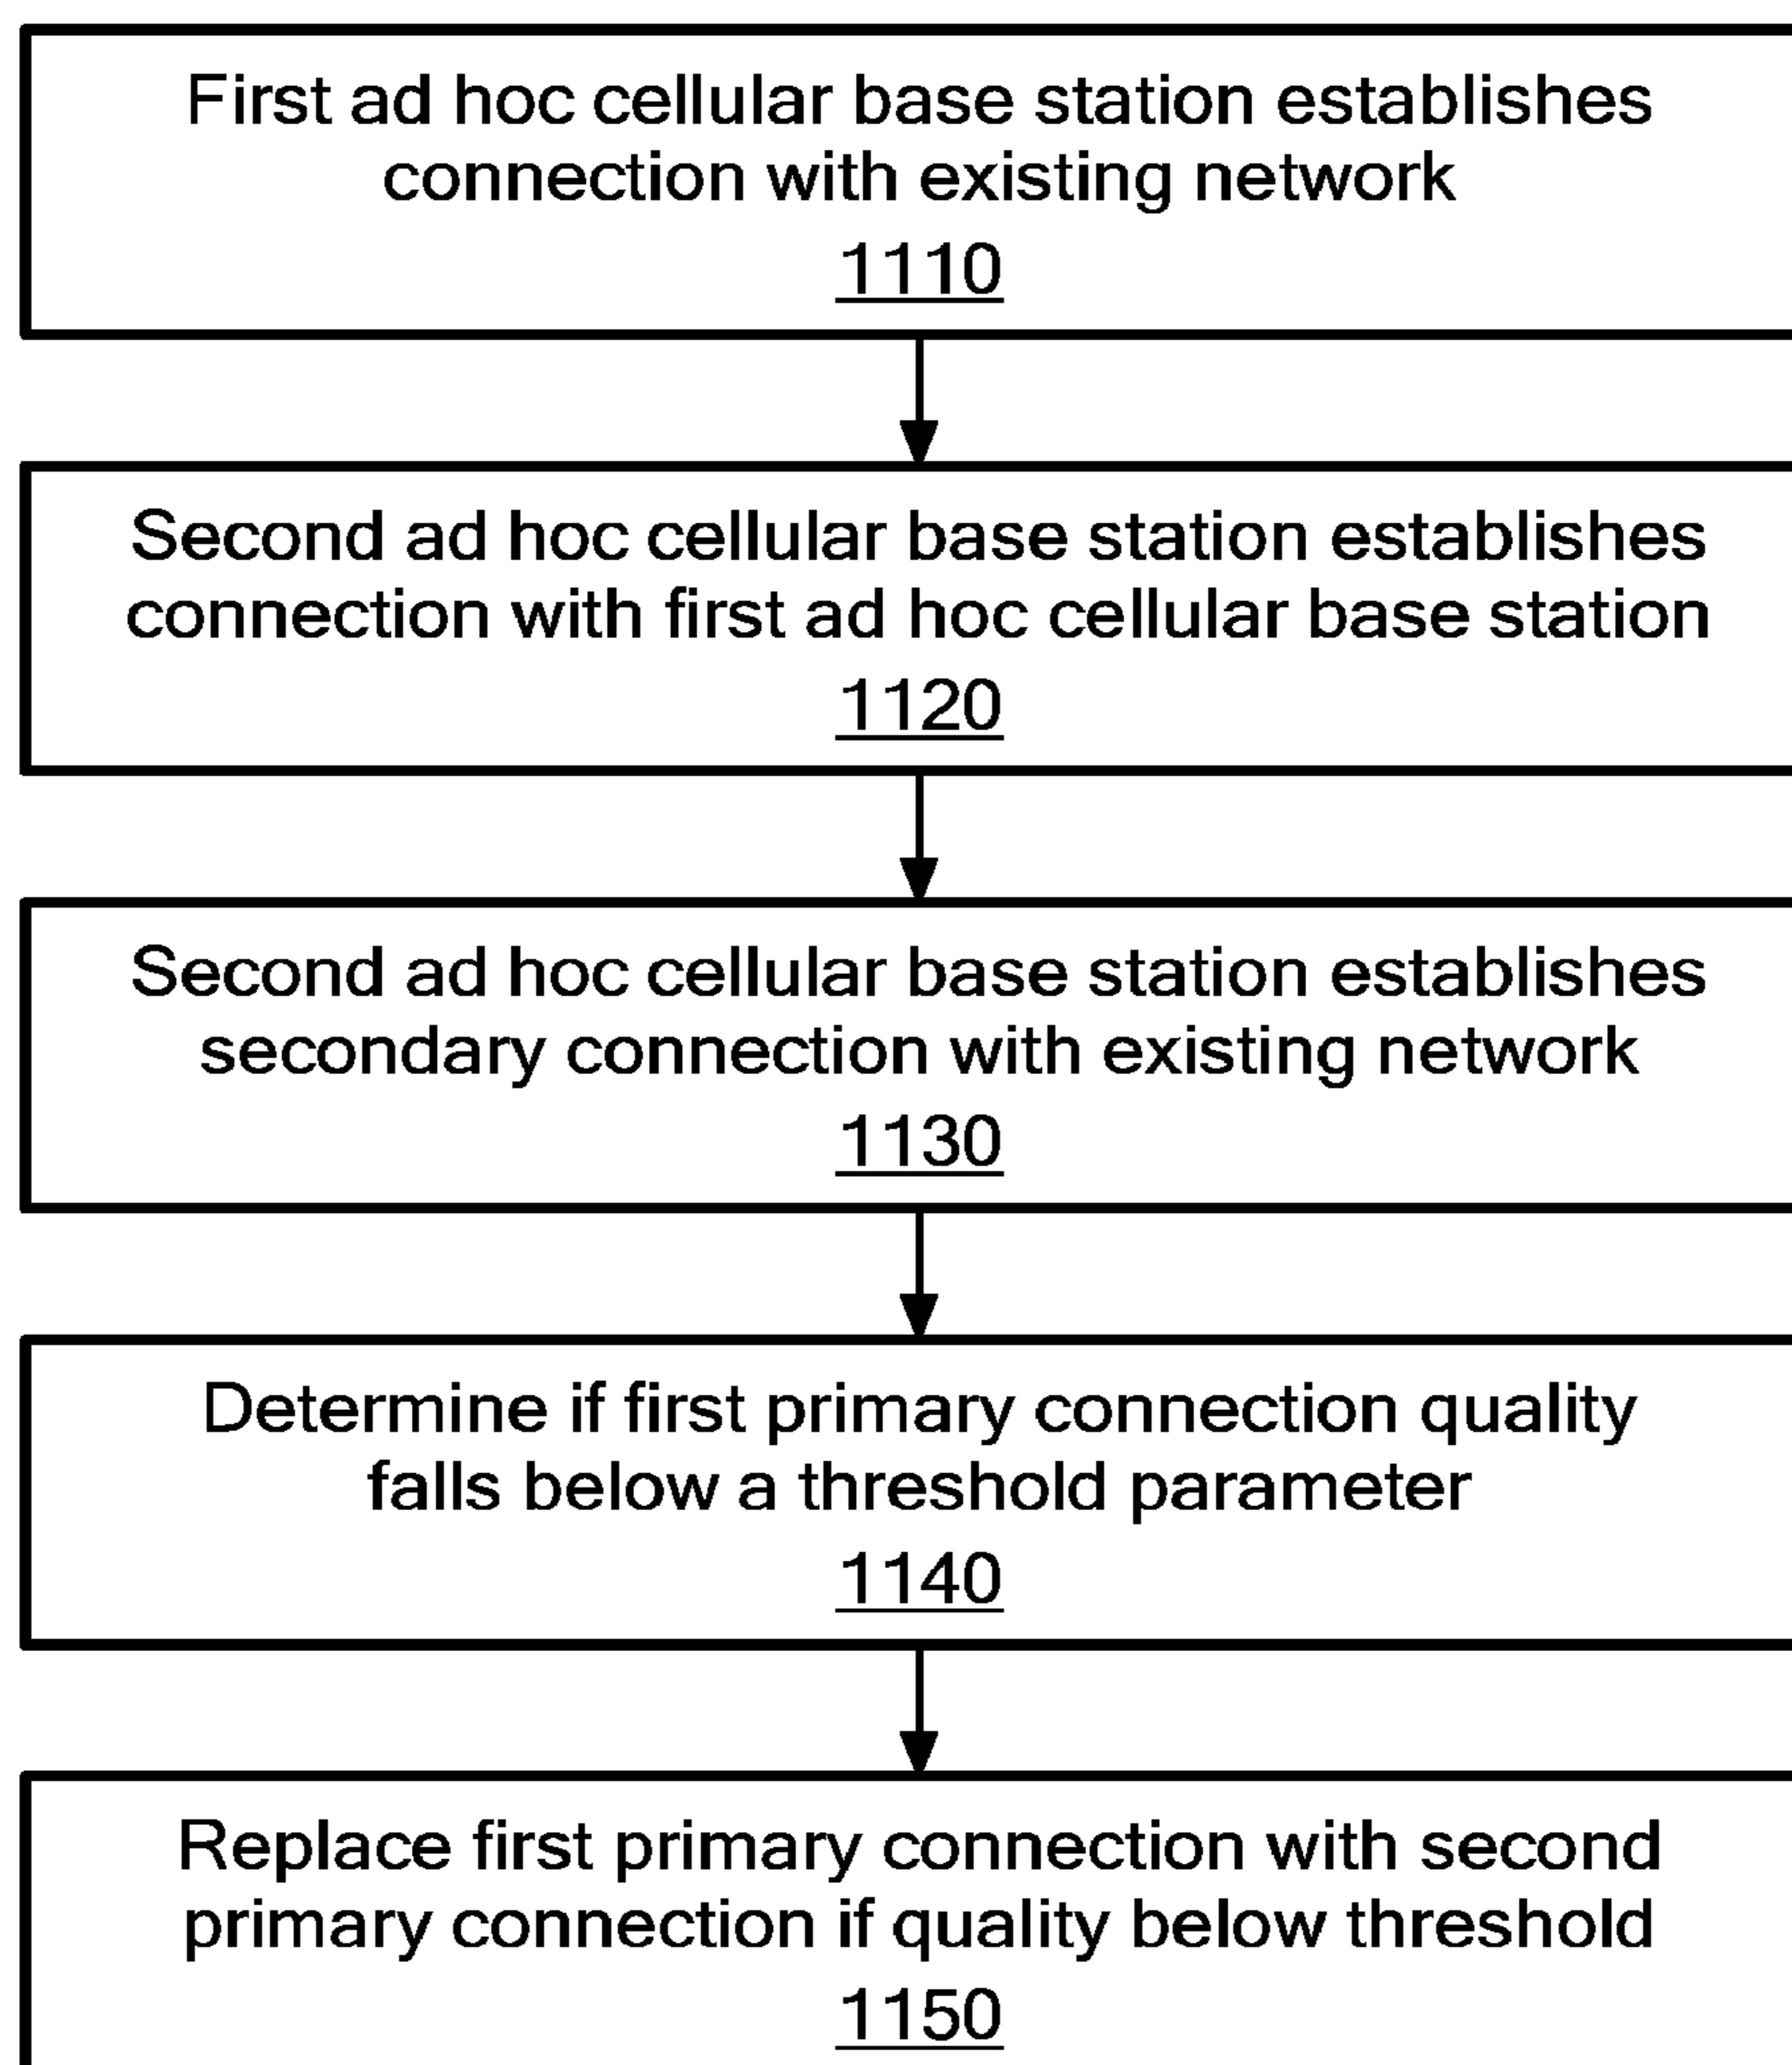 First ad hoc cellular base station establishes
connection with existing network
1110
Second ad hoc cellular base station establishes
connection with first ad hoc cellular base station
1120
Second ad hoc cellular base station establishes
secondary connection with existing network
1130
Determine if first primary connection quality
falls below a threshold parameter
1140
Replace first primary connection with second
primary connection if quality below threshold
1150